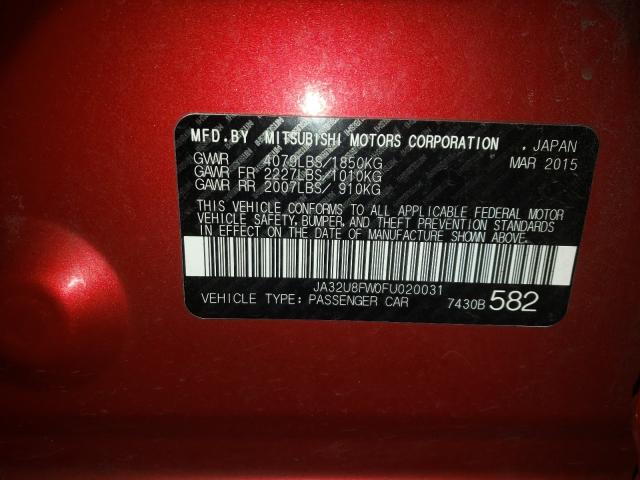 MFD.BY MITSUBISHI MOTORS CORPORATION , JAPAN
GVWR 4079LBS/1850KG MAR 2015
GAWR FR 2227LBS/1010KG
GAWR RR 2007LBS/ 910KG
THIS VEHICLE CONFORMS TO ALL APPLICABLE FEDERAL MOTOR
VEHICLE SAFETY, BUMPER, AND THEFT PREVENTION STANDARDS
IN EFFECT ON THE DATE OF MANUFACTURE SHOWN ABOVE.
JA32U8FW0FU020031
VEHICLE TYPE: PASSENGER CAR 7430B 582